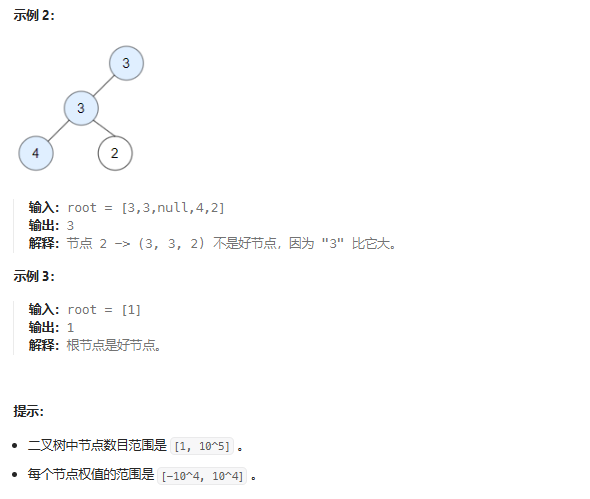 示例 2:
3
3
4
2
输入: root = [3,3,null,4,2]
输出: 3
解释: 节点 2 -> (3, 3, 2) 不是好节点，因为 "3" 比它大。
示例 3:
输入: root = [1]
输出: 1
解释: 根节点是好节点。
提示:
• 二叉树中节点数目范围是 [1, 10^5] 。
• 每个节点权值的范围是 [-10^4, 10^4] 。